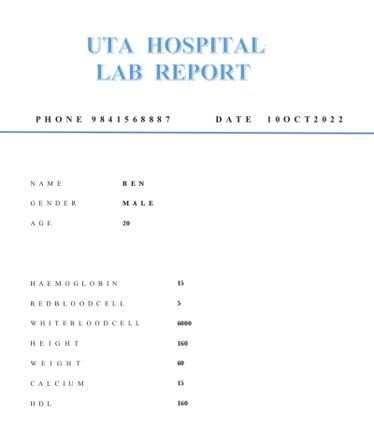 UTA HOSPITAL
LAB REPORT
PHONE 9841568887 DATE 10OCT2022
NAME BEN
GENDER MALE
AGE 20
HAEMOGLOBIN 15
REDBLOODCELL 5
WHITEBLOODCELL 6000
HEIGHT 160
WEIGHT 60
CALCIUM 15
HDL 160